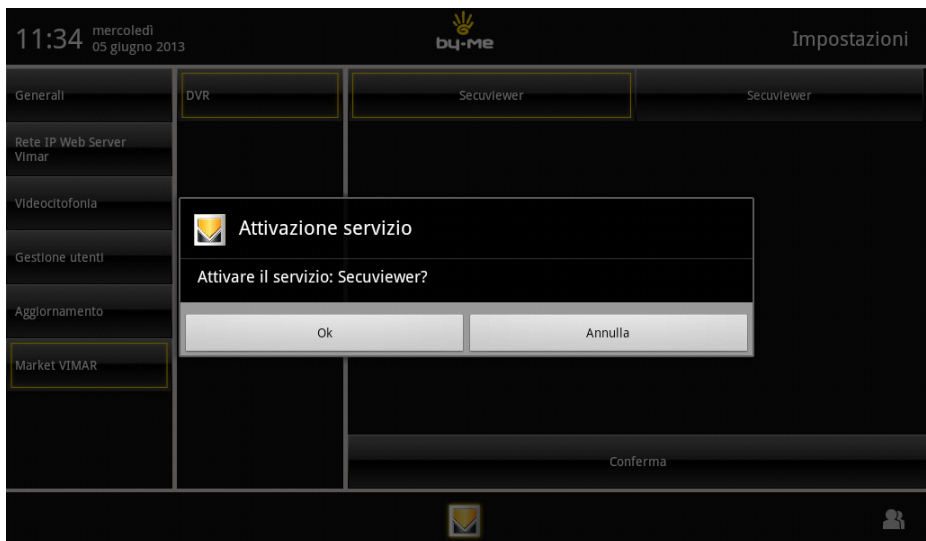 11:34 mercoledì
05 giugno 2013
by-me
Impostazioni
Generali
DVR
Secuviewer
Secuviewer
Rete IP Web Server
Vimar
Videocitofonia
Attivazione servizio
Gestione utenti
Attivare il servizio: Secuviewer?
Aggiornamento
Ok
Annulla
Market VIMAR
Conferma